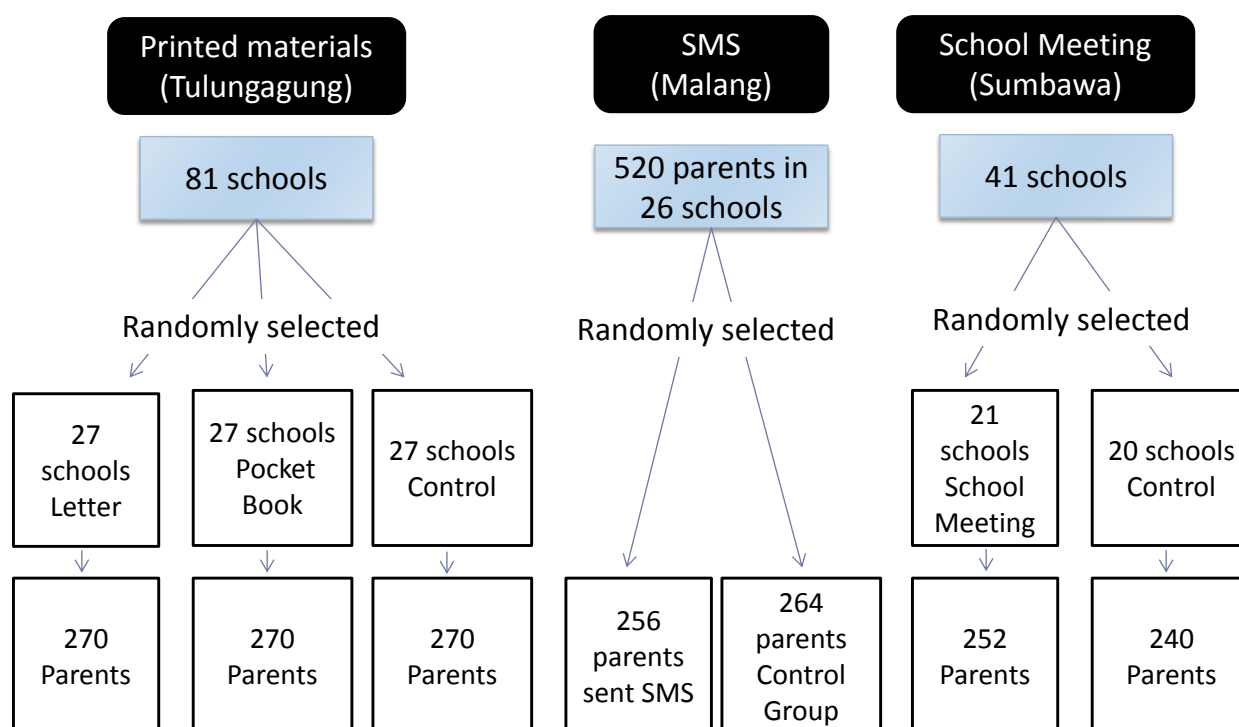 Printed materials
(Tulungagung)
SMS
(Malang)
School Meeting
(Sumbawa)
81 schools
520 parents in
26 schools
41 schools
Randomly selected
Randomly selected
Randomly selected
27
schools
Letter
27 schools
Pocket
Book
27 schools
Control
21
schools
School
Meeting
20 schools
Control
270
Parents
270
Parents
270
Parents
256
parents
sent SMS
264
parents
Control
Group
252
Parents
240
Parents